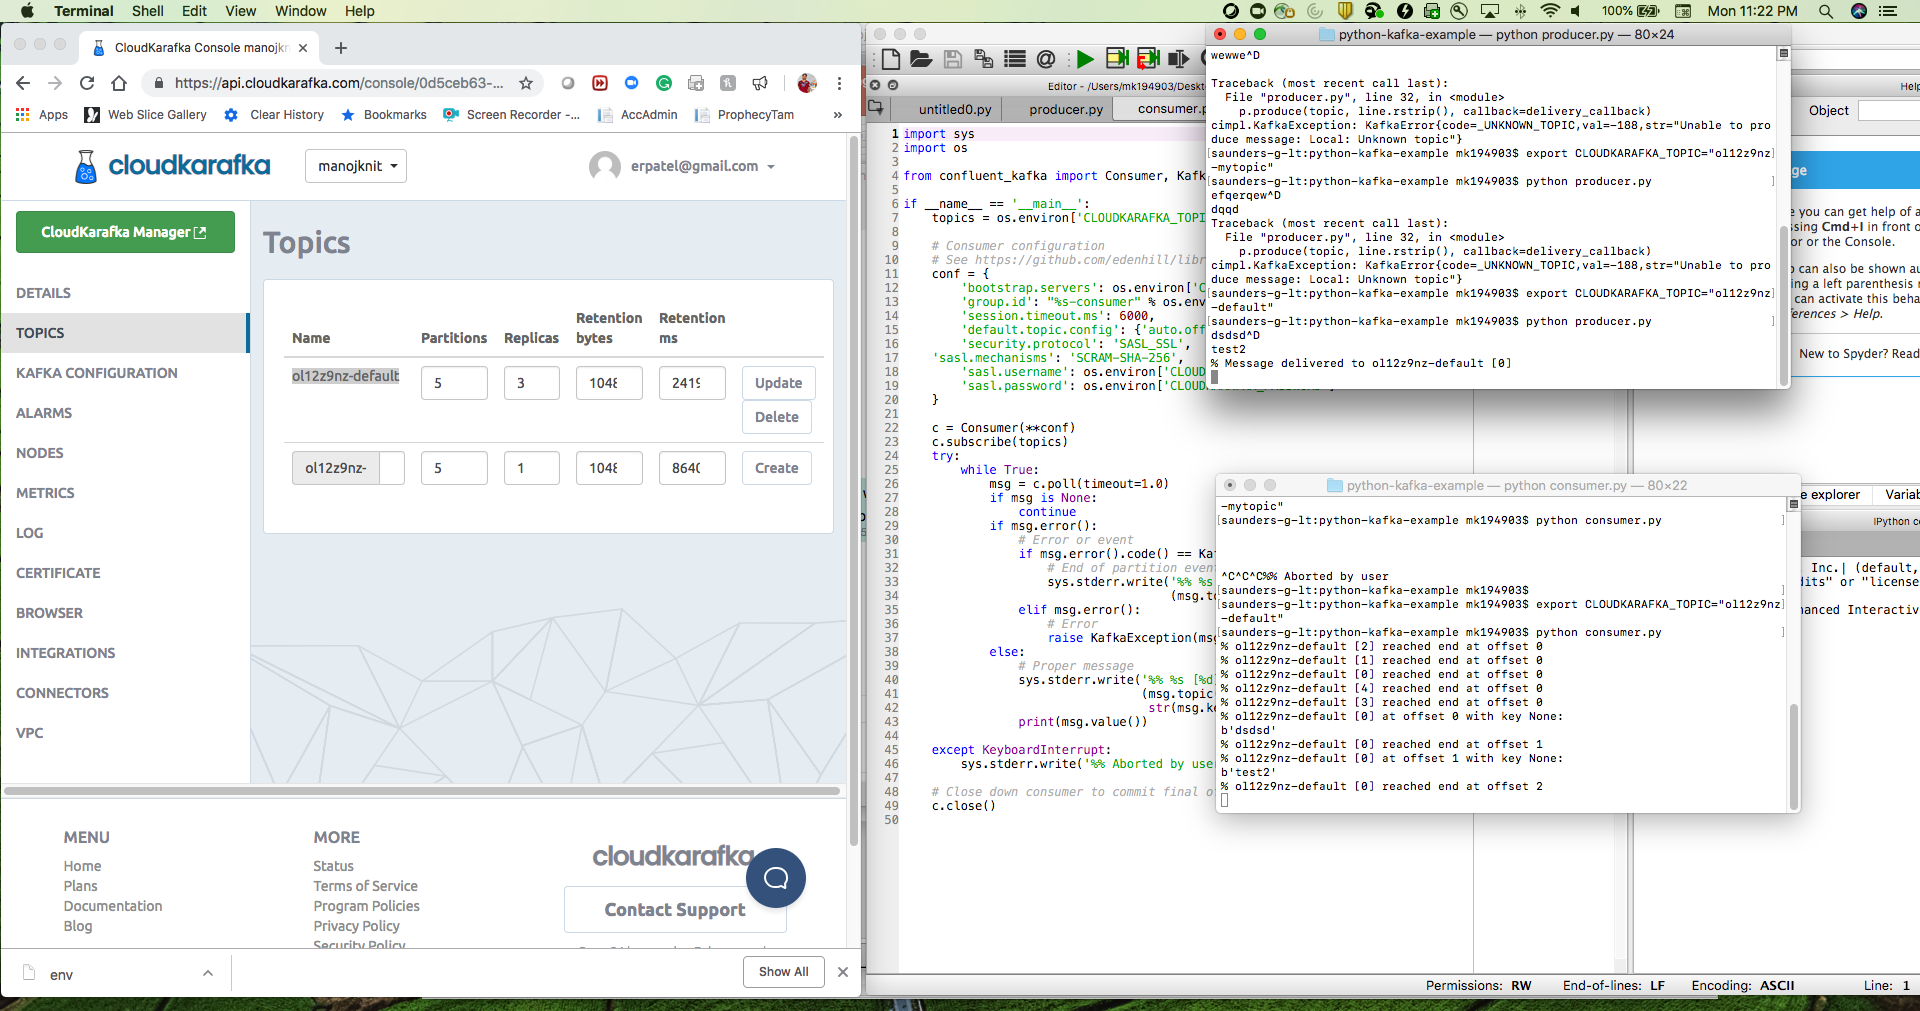 Terminal Shell Edit View Window Help
100% Mon 11:22 PM
CloudKarafka Console manojkn
https://api.cloudkarafka.com/console/0d5ceb63-...
Apps Web Slice Gallery Clear History Bookmarks Screen Recorder -... AccAdmin ProphecyTam »
cloudkarafka
manojknit
erpatel@gmail.com
CloudKarafka Manager
DETAILS
TOPICS
KAFKA CONFIGURATION
ALARMS
NODES
METRICS
LOG
CERTIFICATE
BROWSER
INTEGRATIONS
CONNECTORS
VPC
Topics
Name Partitions Replicas Retention bytes Retention ms
ol12z9nz-default 5 3 1048 2419 Update
Delete
ol12z9nz- 5 1 1048 8640 Create
MENU
Home
Plans
Documentation
Blog
MORE
Status
Terms of Service
Program Policies
Privacy Policy
Security Policy
cloudkarafka
Contact Support
env
Show All
Editor - /Users/mk194903/Deskt
untitled0.py producer.py consumer.p
1 import sys
2 import os
3
4 from confluent_kafka import Consumer, Kaf
5
6 if __name__ == '__main__':
7 topics = os.environ['CLOUDKARAFKA_TOPI
8
9 # Consumer configuration
10 # See https://github.com/edenhill/libr
11 conf = {
12 'bootstrap.servers': os.environ['C
13 'group.id': "%s-consumer" % os.env
14 'session.timeout.ms': 6000,
15 'default.topic.config': {'auto.off
16 'security.protocol': 'SASL_SSL',
17 'sasl.mechanisms': 'SCRAM-SHA-256',
18 'sasl.username': os.environ['CLOUD
19 'sasl.password': os.environ['CLOUD
20 }
21
22 c = Consumer(**conf)
23 c.subscribe(topics)
24 try:
25 while True:
26 msg = c.poll(timeout=1.0)
27 if msg is None:
28 continue
29 if msg.error():
30 # Error or event
31 if msg.error().code() == Kaf
32 # End of partition event
33 sys.stderr.write('%% %s
34 (msg.to
35 elif msg.error():
36 # Error
37 raise KafkaException(msg
38 else:
39 # Proper message
40 sys.stderr.write('%% %s [%d]
41 (msg.topic
42 str(msg.ke
43 print(msg.value())
44
45 except KeyboardInterrupt:
46 sys.stderr.write('%% Aborted by use
47
48 # Close down consumer to commit final o
49 c.close()
50
python-kafka-example — python producer.py — 80×24
wewwe^D
Traceback (most recent call last):
File "producer.py", line 32, in <module>
p.produce(topic, line.rstrip(), callback=delivery_callback)
cimpl.KafkaException: KafkaError{code=_UNKNOWN_TOPIC,val=-188,str="Unable to pro
duce message: Local: Unknown topic"}
[saunders-g-lt:python-kafka-example mk194903$ export CLOUDKARAFKA_TOPIC="ol12z9nz]
-mytopic"
[saunders-g-lt:python-kafka-example mk194903$ python producer.py ]
efqerqew^D
dqqd
Traceback (most recent call last):
File "producer.py", line 32, in <module>
p.produce(topic, line.rstrip(), callback=delivery_callback)
cimpl.KafkaException: KafkaError{code=_UNKNOWN_TOPIC,val=-188,str="Unable to pro
duce message: Local: Unknown topic"}
[saunders-g-lt:python-kafka-example mk194903$ export CLOUDKARAFKA_TOPIC="ol12z9nz]
-default"
[saunders-g-lt:python-kafka-example mk194903$ python producer.py ]
dsdsd^D
test2
% Message delivered to ol12z9nz-default [0]
python-kafka-example — python consumer.py — 80×22
-mytopic"
[saunders-g-lt:python-kafka-example mk194903$ python consumer.py ]
^C^C^C%% Aborted by user
[saunders-g-lt:python-kafka-example mk194903$ ]
[saunders-g-lt:python-kafka-example mk194903$ export CLOUDKARAFKA_TOPIC="ol12z9nz]
-default"
[saunders-g-lt:python-kafka-example mk194903$ python consumer.py ]
% ol12z9nz-default [2] reached end at offset 0
% ol12z9nz-default [1] reached end at offset 0
% ol12z9nz-default [0] reached end at offset 0
% ol12z9nz-default [4] reached end at offset 0
% ol12z9nz-default [3] reached end at offset 0
% ol12z9nz-default [0] at offset 0 with key None:
b'dsdsd'
% ol12z9nz-default [0] reached end at offset 1
% ol12z9nz-default [0] at offset 1 with key None:
b'test2'
% ol12z9nz-default [0] reached end at offset 2
Help
Object
ge
e you can get help of a
ssing Cmd+I in front o
or or the Console.
can also be shown au
ing a left parenthesis
can activate this beha
ferences > Help.
New to Spyder? Read
e explorer Variab
IPython co
Inc.| (default,
dits" or "license
hanced Interactiv
Permissions: RW End-of-lines: LF Encoding: ASCII Line: 1